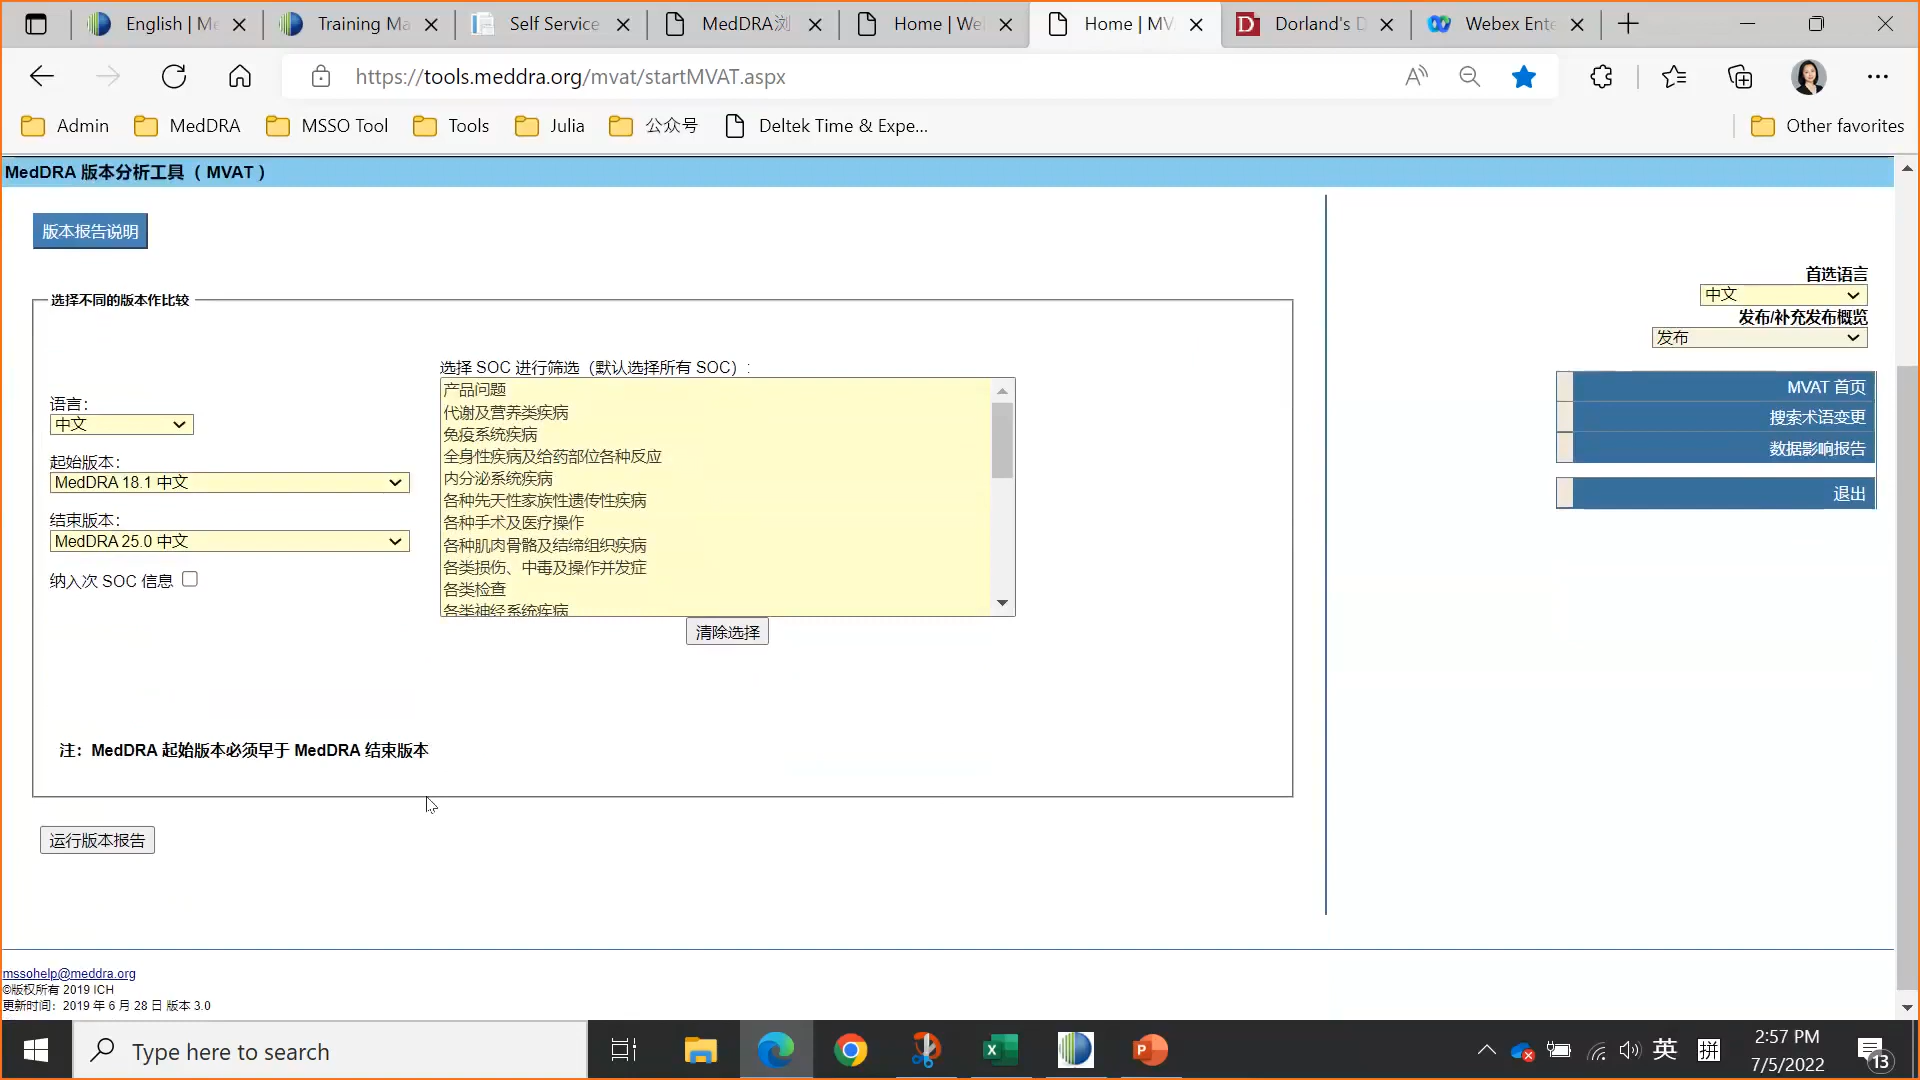 English | Me
Training Ma
Self Service
MedDRA浏
Home | We
Home | MV
Dorland's D
Webex Ente
https://tools.meddra.org/mvat/startMVAT.aspx
Admin
MedDRA
MSSO Tool
Tools
Julia
公众号
Deltek Time & Expe...
Other favorites
MedDRA 版本分析工具（ MVAT ）
版本报告说明
选择不同的版本作比较
语言:
中文
起始版本:
MedDRA 18.1 中文
结束版本:
MedDRA 25.0 中文
纳入次 SOC 信息
选择 SOC 进行筛选（默认选择所有 SOC）:
产品问题
代谢及营养类疾病
免疫系统疾病
全身性疾病及给药部位各种反应
内分泌系统疾病
各种先天性家族性遗传性疾病
各种手术及医疗操作
各种肌肉骨骼及结缔组织疾病
各类损伤、中毒及操作并发症
各类检查
各类神经系统疾病
清除选择
注：MedDRA 起始版本必须早于 MedDRA 结束版本
运行版本报告
首选语言
中文
发布/补充发布概览
发布
MVAT 首页
搜索术语变更
数据影响报告
退出
mssohelp@meddra.org
©版权所有 2019 ICH
更新时间：2019 年 6 月 28 日 版本 3.0
Type here to search
英
拼
2:57 PM
7/5/2022
13